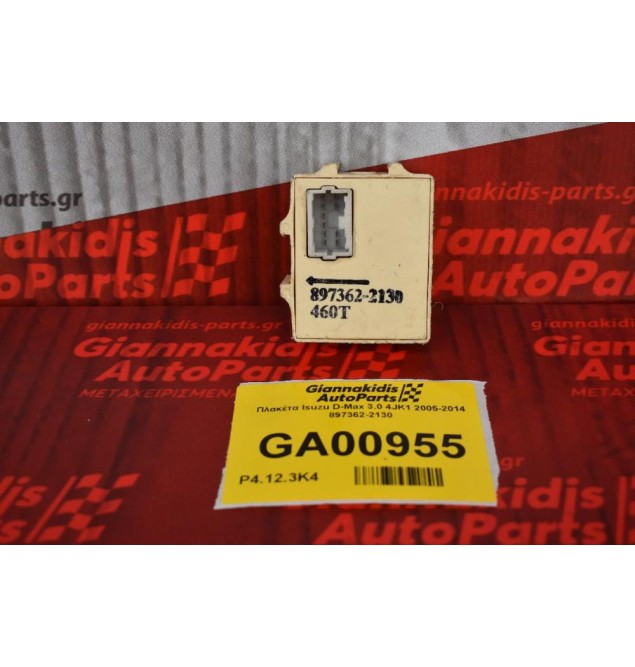 arts.gr
Giannakidis
AutoParts
giannakidis-parts.
Giannakidis
AutoParts
897362-2130
460T
giannakidis-parts.gr
Giannakidis
AutoParts
ΜΕΤΑΧΕΙΡΙΣΜΕΝ
Giannakidis
AutoParts
Πλακέτα Isuzu D-Max 3.0 4JK1 2005-2014
897362-2130
GA00955
P4.12.3K4
.gr
AutoParts